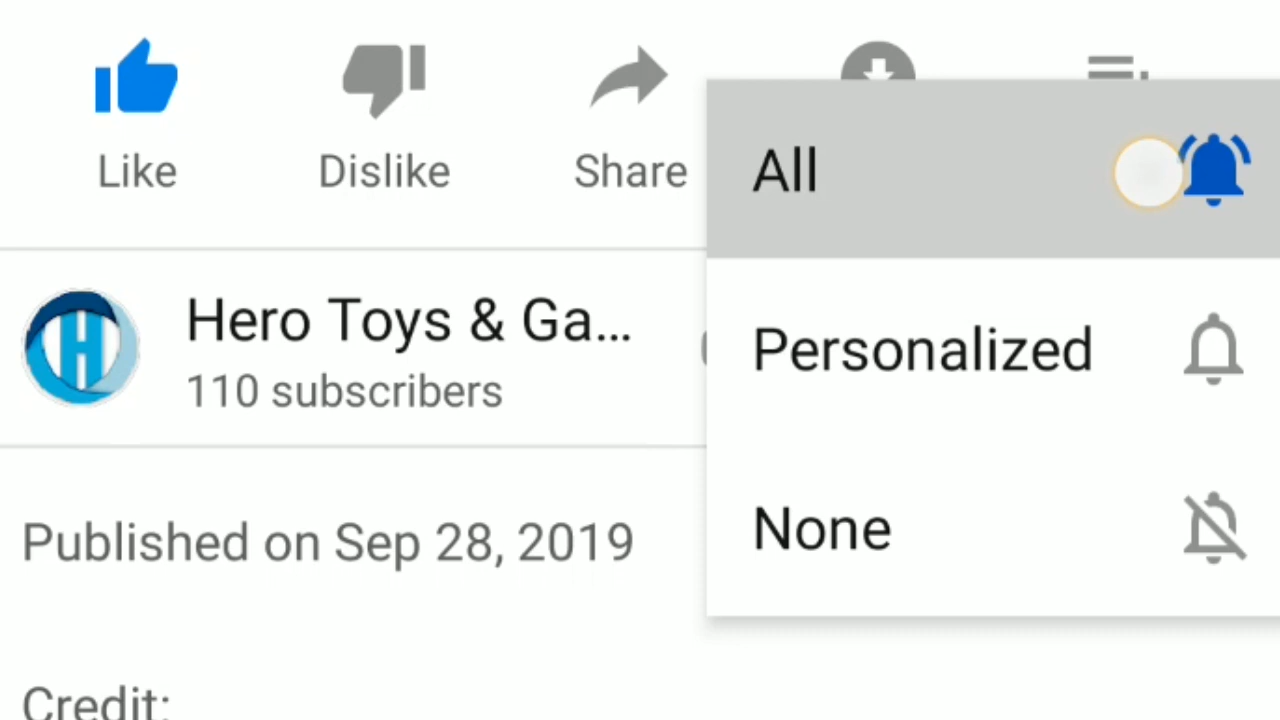 Like
Dislike
Share
All
Personalized
None
H
Hero Toys & Ga...
110 subscribers
Published on Sep 28, 2019
Credit: